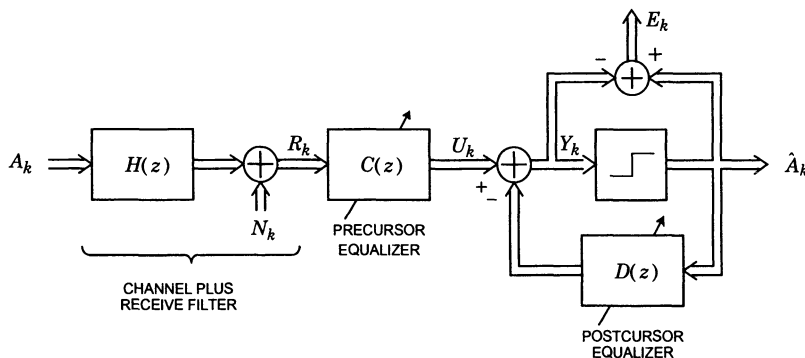 E_k
− +
A_k H(z) R_k C(z) U_k Y_k Â_k
+ −
N_k
PRECURSOR
EQUALIZER
D(z)
CHANNEL PLUS
RECEIVE FILTER
POSTCURSOR
EQUALIZER